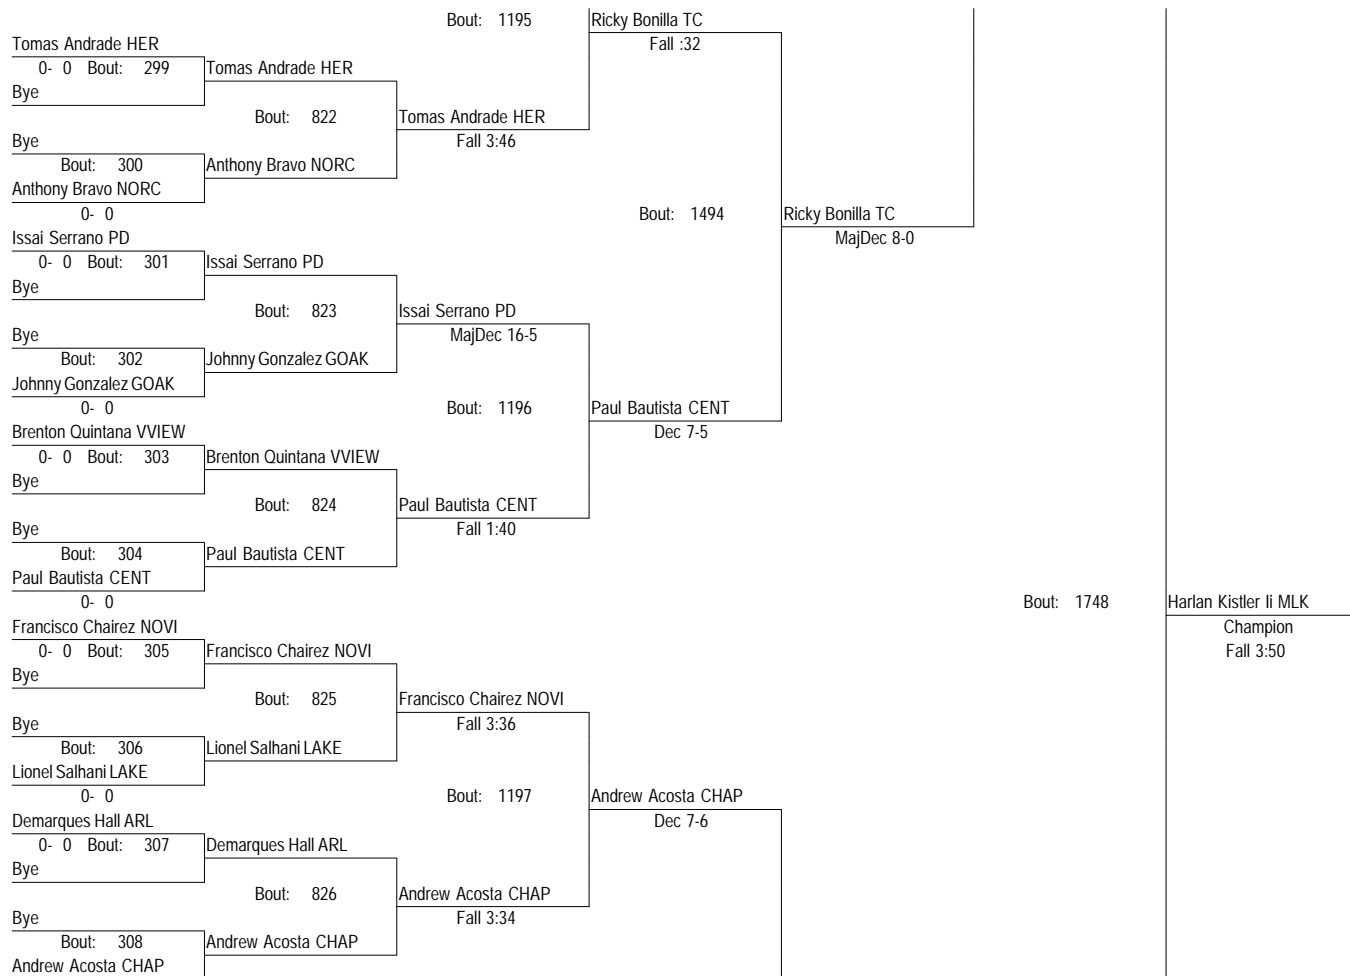 Bout: 1195 Ricky Bonilla TC
Tomas Andrade HER Fall :32
0- 0 Bout: 299 Tomas Andrade HER
Bye
Bout: 822 Tomas Andrade HER
Bye Fall 3:46
Bout: 300 Anthony Bravo NORC
Anthony Bravo NORC
0- 0 Bout: 1494 Ricky Bonilla TC
Issai Serrano PD MajDec 8-0
0- 0 Bout: 301 Issai Serrano PD
Bye
Bout: 823 Issai Serrano PD
Bye MajDec 16-5
Bout: 302 Johnny Gonzalez GOAK
Johnny Gonzalez GOAK
0- 0 Bout: 1196 Paul Bautista CENT
Brenton Quintana VVIEW Dec 7-5
0- 0 Bout: 303 Brenton Quintana VVIEW
Bye
Bout: 824 Paul Bautista CENT
Bye Fall 1:40
Bout: 304 Paul Bautista CENT
Paul Bautista CENT
0- 0 Bout: 1748 Harlan Kistler Ii MLK
Francisco Chairez NOVI Champion
0- 0 Bout: 305 Francisco Chairez NOVI Fall 3:50
Bye
Bout: 825 Francisco Chairez NOVI
Bye Fall 3:36
Bout: 306 Lionel Salhani LAKE
Lionel Salhani LAKE
0- 0 Bout: 1197 Andrew Acosta CHAP
Demarques Hall ARL Dec 7-6
0- 0 Bout: 307 Demarques Hall ARL
Bye
Bout: 826 Andrew Acosta CHAP
Bye Fall 3:34
Bout: 308 Andrew Acosta CHAP
Andrew Acosta CHAP